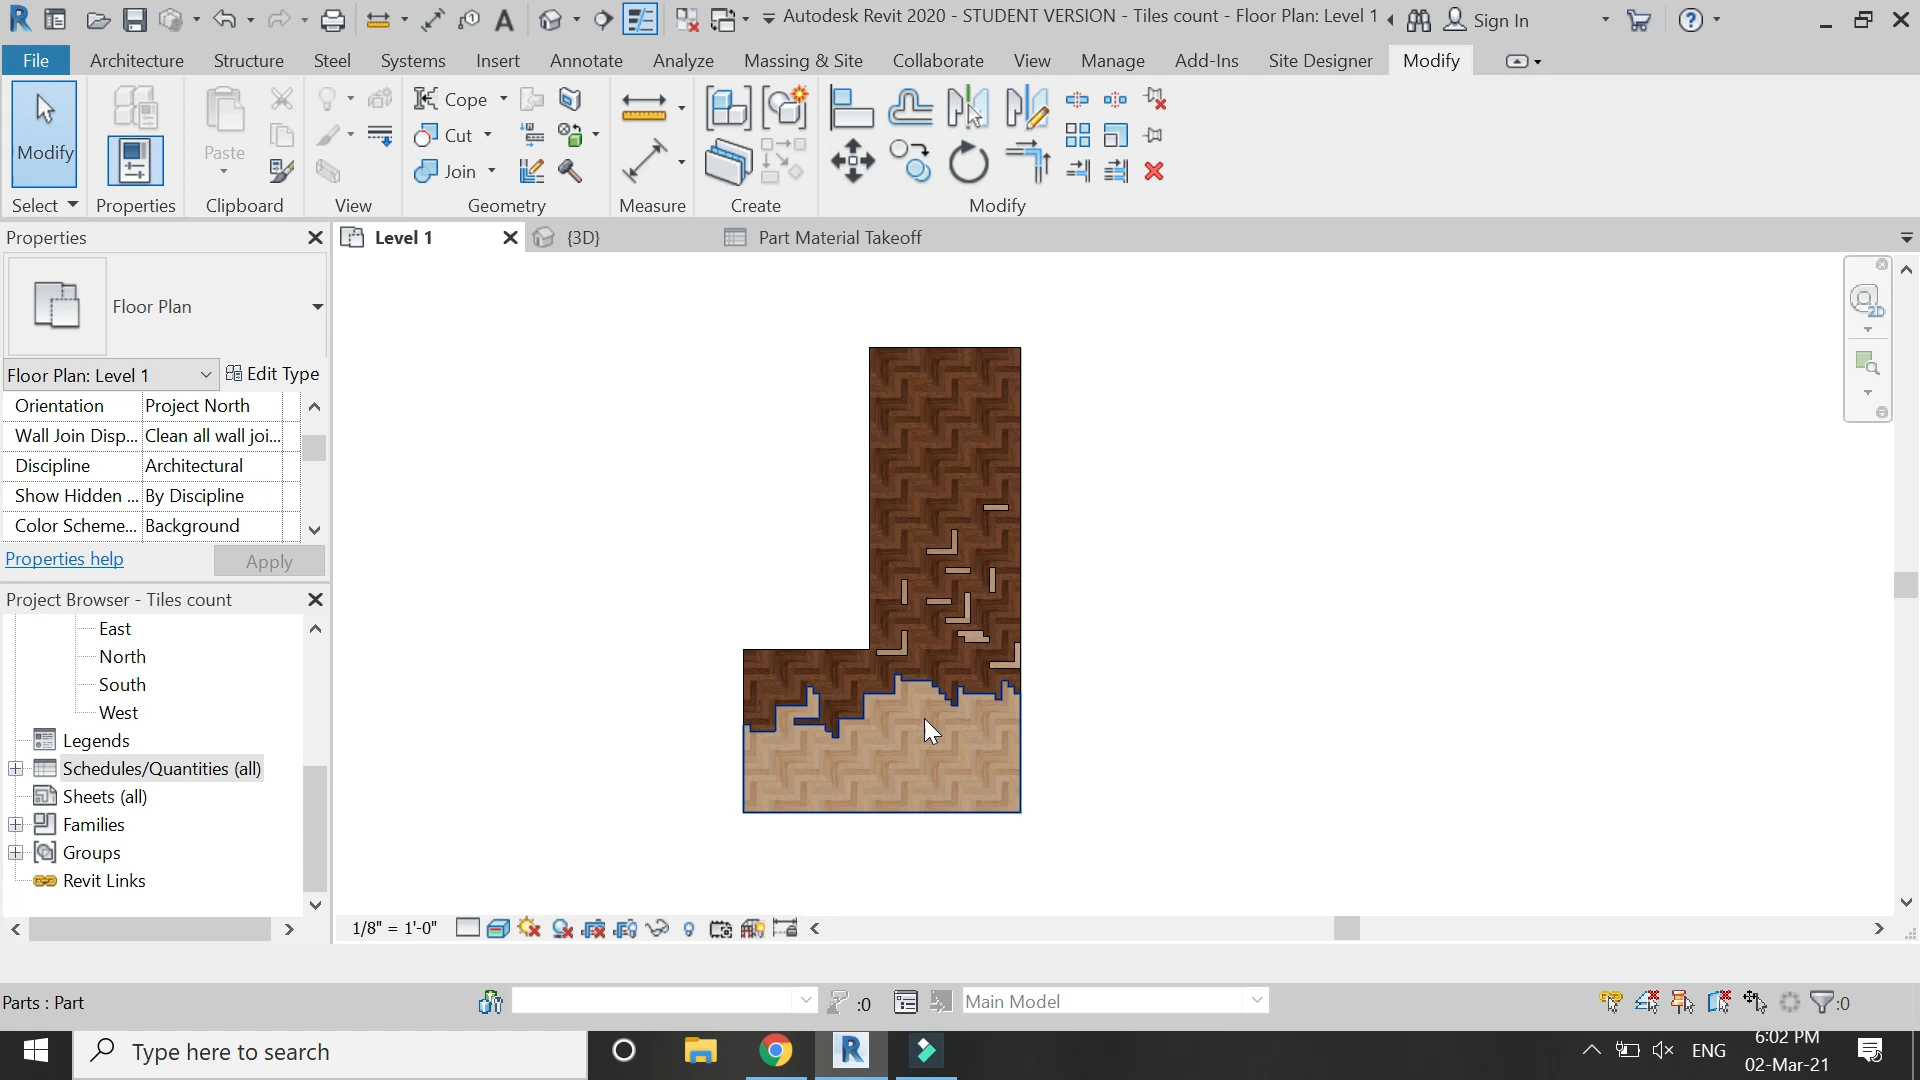 Autodesk Revit 2020 - STUDENT VERSION - Tiles count - Floor Plan: Level 1
Sign In
File Architecture Structure Steel Systems Insert Annotate Analyze Massing & Site Collaborate View Manage Add-Ins Site Designer Modify
Modify
Paste
Cope
Cut
Join
Select Properties Clipboard View Geometry Measure Create Modify
Properties
Level 1
{3D}
Part Material Takeoff
Floor Plan
2D
Floor Plan: Level 1
Edit Type
Orientation Project North
Wall Join Disp... Clean all wall joi...
Discipline Architectural
Show Hidden ... By Discipline
Color Scheme... Background
Properties help
Apply
Project Browser - Tiles count
East
North
South
West
Legends
Schedules/Quantities (all)
Sheets (all)
Families
Groups
Revit Links
1/8" = 1'-0"
Parts : Part
:0
Main Model
:0
Type here to search
ENG
6:02 PM
02-Mar-21